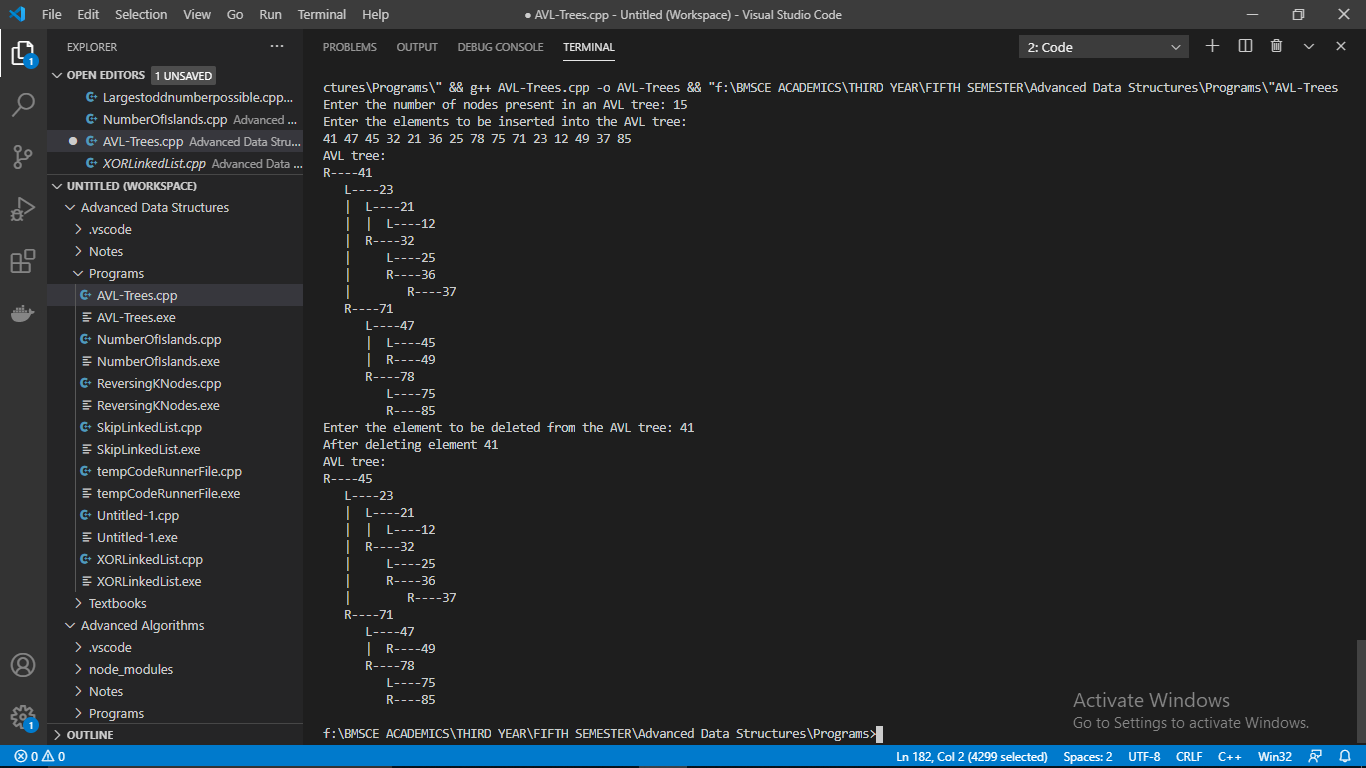 File Edit Selection View Go Run Terminal Help
● AVL-Trees.cpp - Untitled (Workspace) - Visual Studio Code
EXPLORER
OPEN EDITORS 1 UNSAVED
Largestoddnumberpossible.cpp...
NumberOfIslands.cpp Advanced ...
● AVL-Trees.cpp Advanced Data Stru...
XORLinkedList.cpp Advanced Data ...
UNTITLED (WORKSPACE)
Advanced Data Structures
.vscode
Notes
Programs
AVL-Trees.cpp
AVL-Trees.exe
NumberOfIslands.cpp
NumberOfIslands.exe
ReversingKNodes.cpp
ReversingKNodes.exe
SkipLinkedList.cpp
SkipLinkedList.exe
tempCodeRunnerFile.cpp
tempCodeRunnerFile.exe
Untitled-1.cpp
Untitled-1.exe
XORLinkedList.cpp
XORLinkedList.exe
Textbooks
Advanced Algorithms
.vscode
node_modules
Notes
Programs
OUTLINE
1
1
PROBLEMS OUTPUT DEBUG CONSOLE TERMINAL
2: Code
ctures\Programs\" && g++ AVL-Trees.cpp -o AVL-Trees && "f:\BMSCE ACADEMICS\THIRD YEAR\FIFTH SEMESTER\Advanced Data Structures\Programs\"AVL-Trees
Enter the number of nodes present in an AVL tree: 15
Enter the elements to be inserted into the AVL tree:
41 47 45 32 21 36 25 78 75 71 23 12 49 37 85
AVL tree:
R----41
   L----23
   |  L----21
   |  |  L----12
   |  R----32
   |     L----25
   |     R----36
   |        R----37
   R----71
      L----47
      |  L----45
      |  R----49
      R----78
         L----75
         R----85
Enter the element to be deleted from the AVL tree: 41
After deleting element 41
AVL tree:
R----45
   L----23
   |  L----21
   |  |  L----12
   |  R----32
   |     L----25
   |     R----36
   |        R----37
   R----71
      L----47
      |  R----49
      R----78
         L----75
         R----85
f:\BMSCE ACADEMICS\THIRD YEAR\FIFTH SEMESTER\Advanced Data Structures\Programs>
Activate Windows
Go to Settings to activate Windows.
0 0
Ln 182, Col 2 (4299 selected) Spaces: 2 UTF-8 CRLF C++ Win32